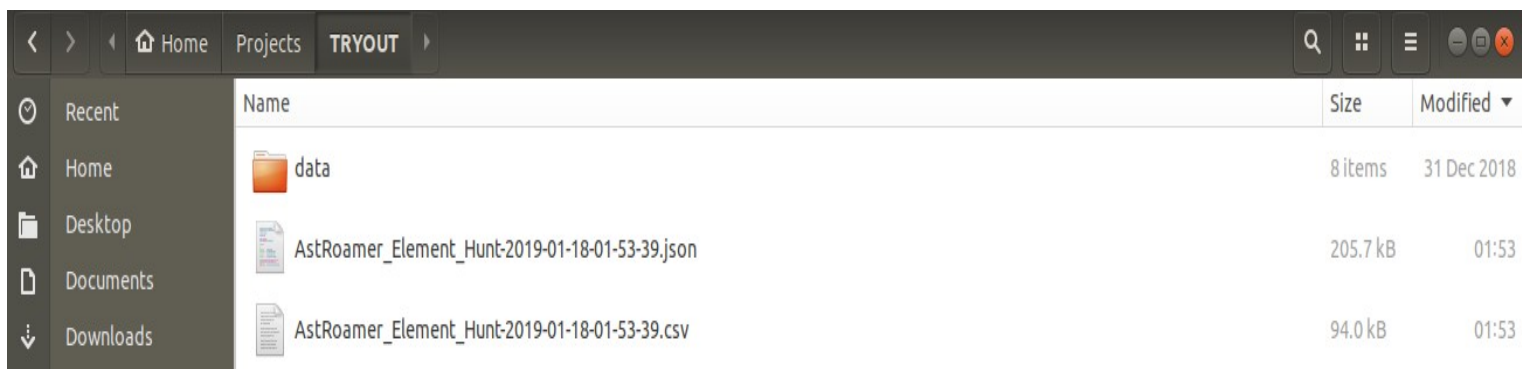 Home Projects TRYOUT
Name Size Modified
Recent
Home
Desktop
Documents
Downloads
data 8 items 31 Dec 2018
AstRoamer_Element_Hunt-2019-01-18-01-53-39.json 205.7 kB 01:53
AstRoamer_Element_Hunt-2019-01-18-01-53-39.csv 94.0 kB 01:53